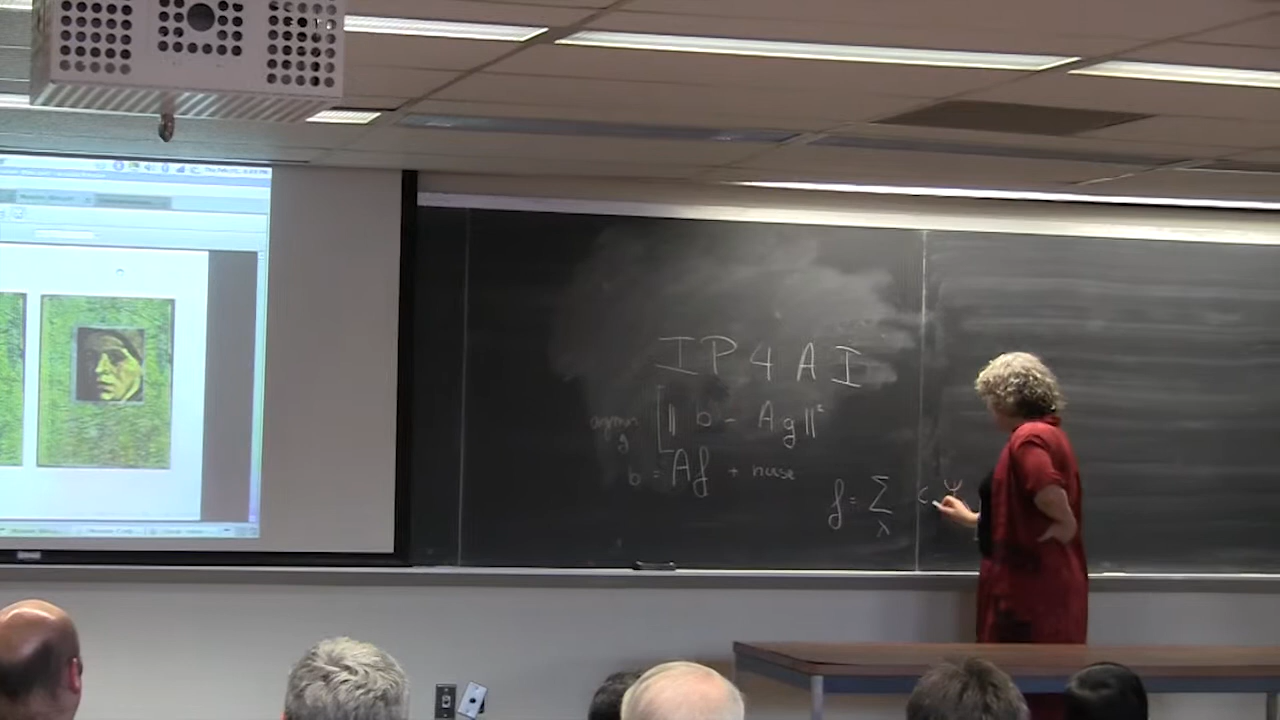 IP4AI
argmin [‖ b - Ag ‖²
g
b = Af + noise
f = Σ c Ψ
λ